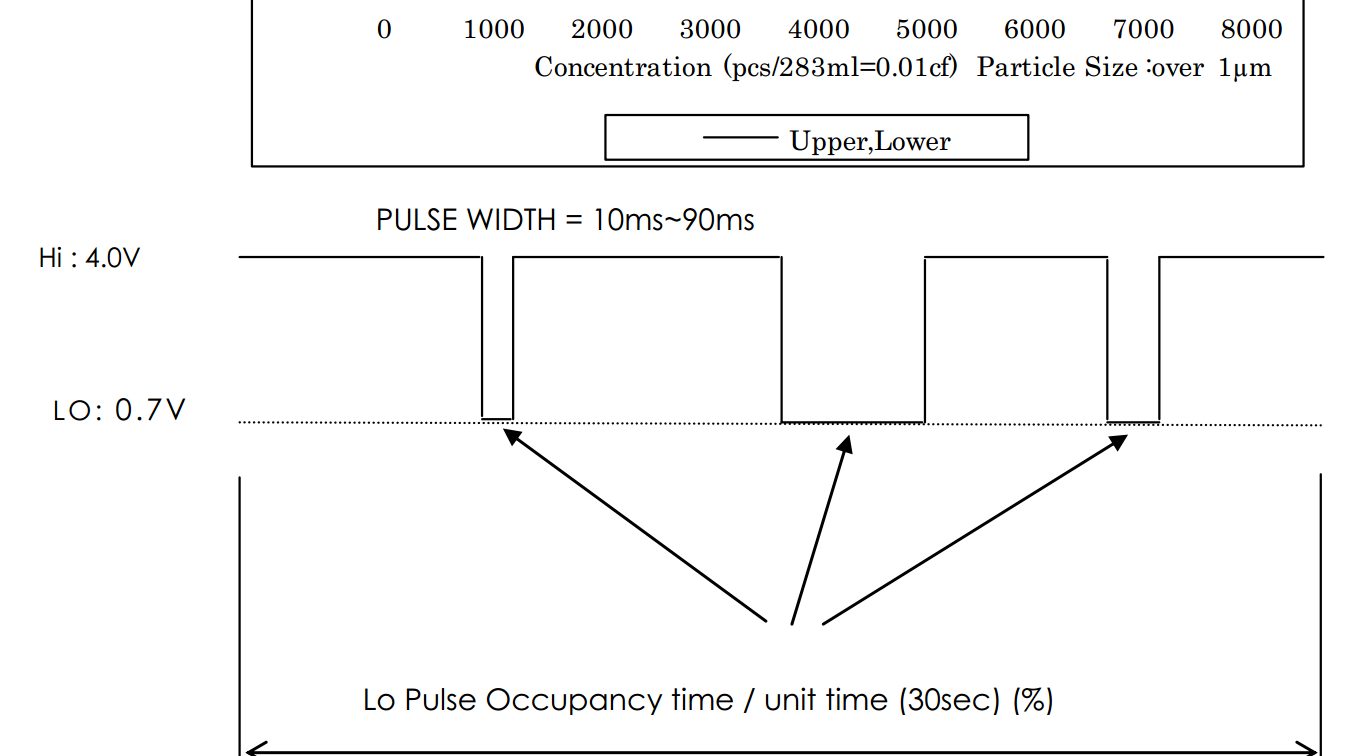 0 1000 2000 3000 4000 5000 6000 7000 8000
Concentration (pcs/283ml=0.01cf) Particle Size :over 1µm
Upper,Lower
PULSE WIDTH = 10ms~90ms
Hi : 4.0V
LO: 0.7V
Lo Pulse Occupancy time / unit time (30sec) (%)